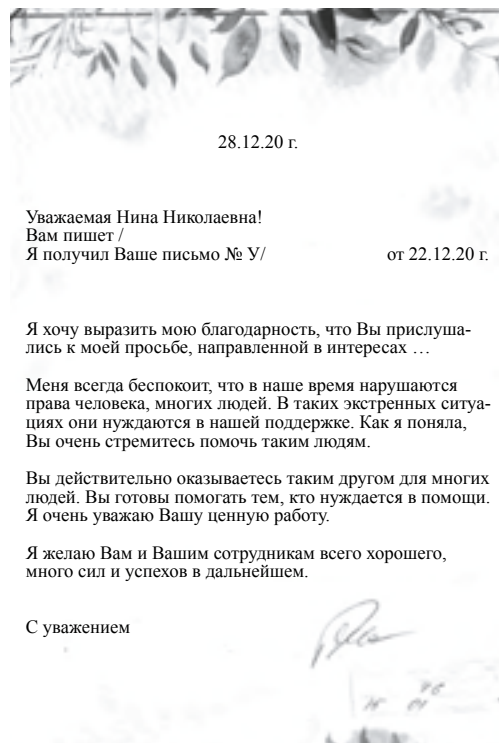 28.12.20 г.
Уважаемая Нина Николаевна!
Вам пишет /
Я получил Ваше письмо № У/ от 22.12.20 г.
Я хочу выразить мою благодарность, что Вы прислуша-
лись к моей просьбе, направленной в интересах …
Меня всегда беспокоит, что в наше время нарушаются
права человека, многих людей. В таких экстренных ситуа-
циях они нуждаются в нашей поддержке. Как я поняла,
Вы очень стремитесь помочь таким людям.
Вы действительно оказываетесь таким другом для многих
людей. Вы готовы помогать тем, кто нуждается в помощи.
Я очень уважаю Вашу ценную работу.
Я желаю Вам и Вашим сотрудникам всего хорошего,
много сил и успехов в дальнейшем.
С уважением